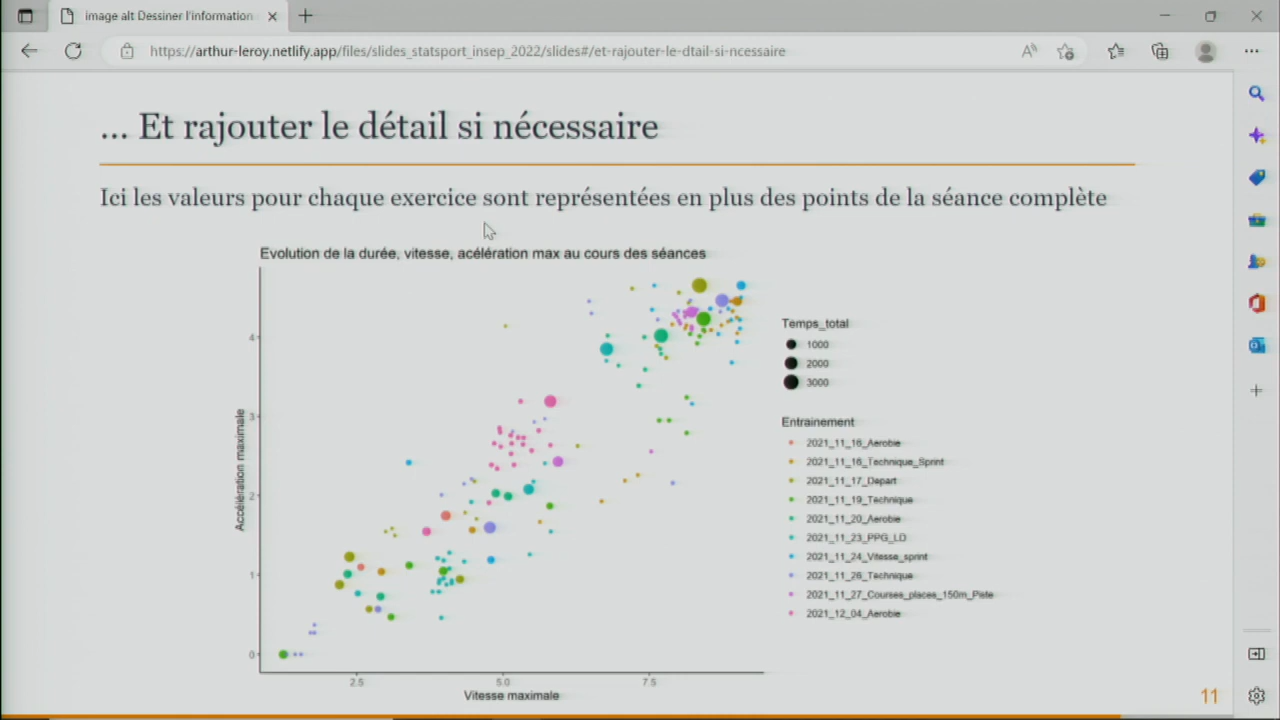 image alt Dessiner l'information
https://arthur-leroy.netlify.app/files/slides_statsport_insep_2022/slides#/et-rajouter-le-dtail-si-ncessaire
... Et rajouter le détail si nécessaire
Ici les valeurs pour chaque exercice sont représentées en plus des points de la séance complète
Evolution de la durée, vitesse, acélération max au cours des séances
Accélération maximale
4
3
2
1
0
2.5
5.0
7.5
Vitesse maximale
Temps_total
1000
2000
3000
Entrainement
2021_11_16_Aerobie
2021_11_16_Technique_Sprint
2021_11_17_Depart
2021_11_19_Technique
2021_11_20_Aerobie
2021_11_23_PPG_LD
2021_11_24_Vitesse_sprint
2021_11_26_Technique
2021_11_27_Courses_places_150m_Piste
2021_12_04_Aerobie
11